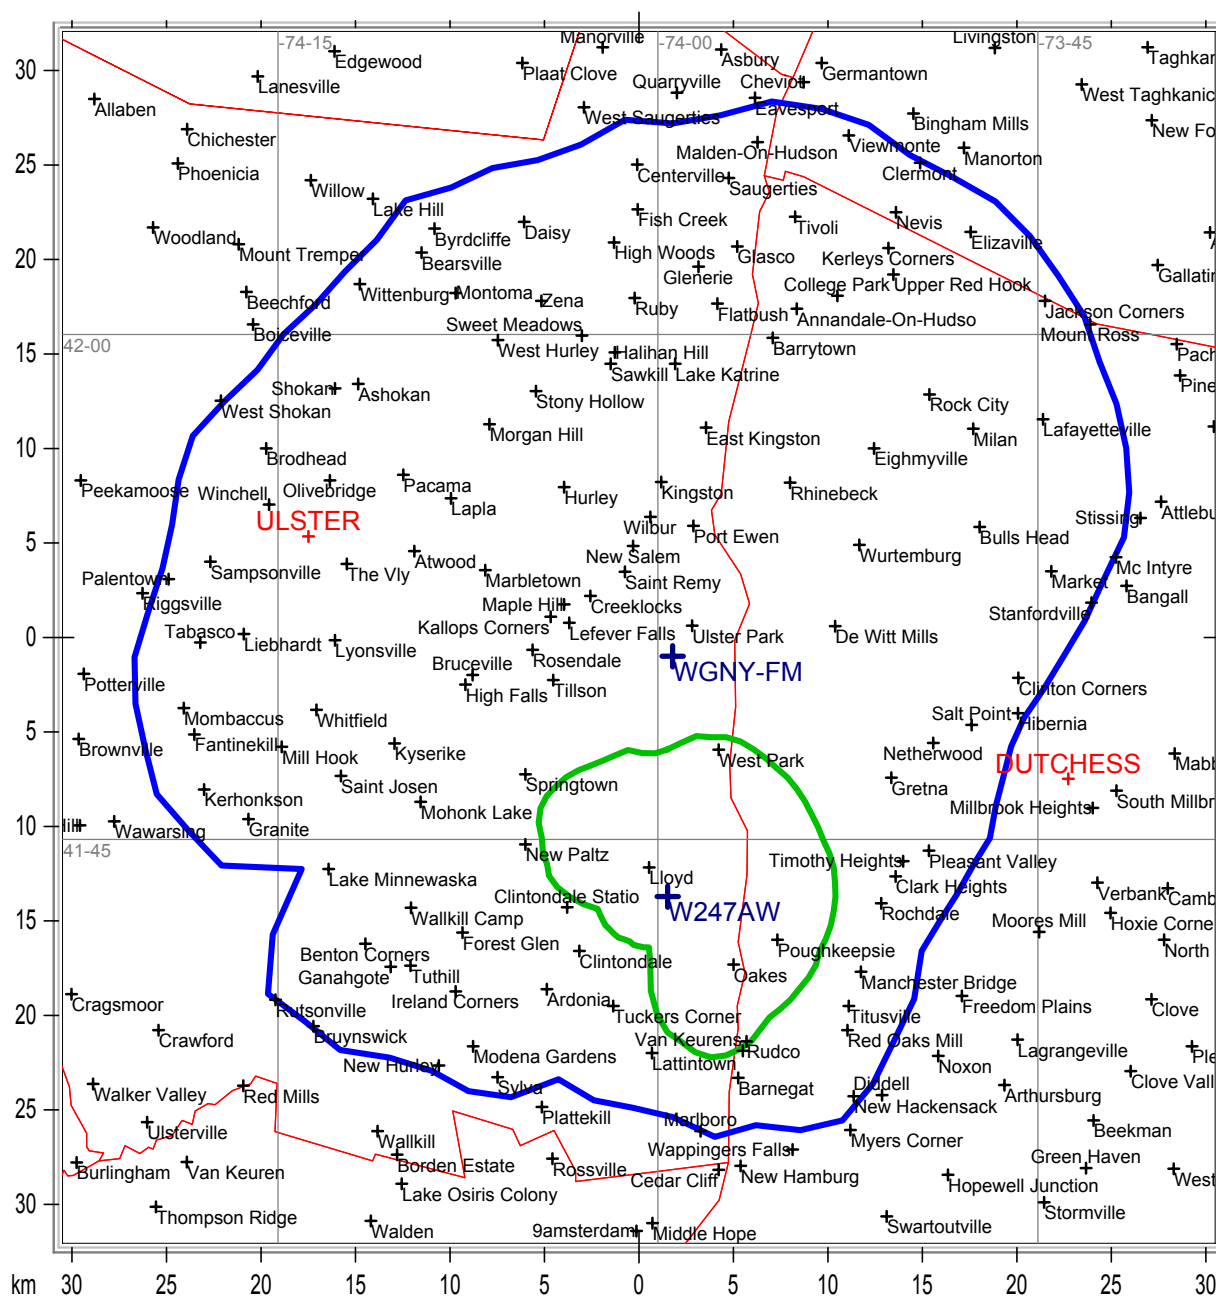 Manorville
Livingston
-74-15
-74-00
-73-45
Edgewood
Asbury
Taghkan
30
Plaat Clove
Cheviot
Germantown
Lanesville
Quarryville
West Taghkanic
Allaben
Eavesport
West Saugerties
Bingham Mills
New Fo
Chichester
Viewmonte
Malden-On-Hudson
Manorton
25
Phoenicia
Centerville
Clermont
Willow
Saugerties
Lake Hill
Fish Creek
Tivoli
Nevis
Woodland
Byrdcliffe
Daisy
Elizaville
Mount Tremper
High Woods
Glasco
Kerleys Corners
20
Bearsville
Glenerie
Gallatin
College Park
Upper Red Hook
Beechford
Wittenburg
Montoma
Zena
Ruby
Flatbush
Annandale-On-Hudso
Jackson Corners
Boiceville
Sweet Meadows
Mount Ross
42-00
West Hurley
Halihan Hill
Barrytown
Pach
15
Sawkill
Lake Katrine
Shokan
Ashokan
Pine
West Shokan
Stony Hollow
Rock City
Morgan Hill
East Kingston
Milan
Lafayetteville
10
Brodhead
Eighmyville
Peekamoose
Winchell
Olivebridge
Pacama
Hurley
Kingston
Rhinebeck
Lapla
Attlebu
ULSTER
Wilbur
Port Ewen
Stissing
5
Bulls Head
New Salem
Wurtemburg
Sampsonville
The Vly
Atwood
Mc Intyre
Palentown
Marbletown
Saint Remy
Market
Riggsville
Maple Hill
Creeklocks
Bangall
Stanfordville
Kallops Corners
Lefever Falls
Ulster Park
De Witt Mills
0
Tabasco
Liebhardt
Lyonsville
Rosendale
Bruceville
WGNY-FM
Potterville
High Falls
Tillson
Clinton Corners
Mombaccus
Whitfield
Salt Point
Hibernia
5
Brownville
Fantinekill
Mill Hook
Kyserike
West Park
Netherwood
DUTCHESS
Mabb
Saint Josen
Springtown
Gretna
Kerhonkson
Mohonk Lake
Millbrook Heights
South Millbr
10
Hill
Wawarsing
Granite
41-45
New Paltz
Timothy Heights
Pleasant Valley
Lake Minnewaska
Lloyd
Clark Heights
Clintondale Statio
Verbank
Camb
W247AW
Wallkill Camp
Rochdale
15
Moores Mill
Hoxie Corne
Forest Glen
Poughkeepsie
North
Benton Corners
Clintondale
Ganahgote
Tuthill
Oakes
Manchester Bridge
Cragsmoor
Ireland Corners
Ardonia
Rutsonville
Tuckers Corner
Titusville
Freedom Plains
Clove
20
Crawford
Bruynswick
Van Keurens
Red Oaks Mill
Modena Gardens
Rudco
Lagrangeville
Ple
New Hurley
Lattintown
Noxon
Walker Valley
Red Mills
Sylva
Barnegat
Diddell
Arthursburg
Clove Vall
25
Plattekill
New Hackensack
Ulsterville
Marlboro
Beekman
Wallkill
Wappingers Falls
Myers Corner
Burlingham
Van Keuren
Borden Estate
Rossville
Cedar Cliff
New Hamburg
Green Haven
Hopewell Junction
West
Lake Osiris Colony
30
Thompson Ridge
Stormville
Walden
9amsterdam
Middle Hope
Swartoutville
km 30 25 20 15 10 5 0 5 10 15 20 25 30